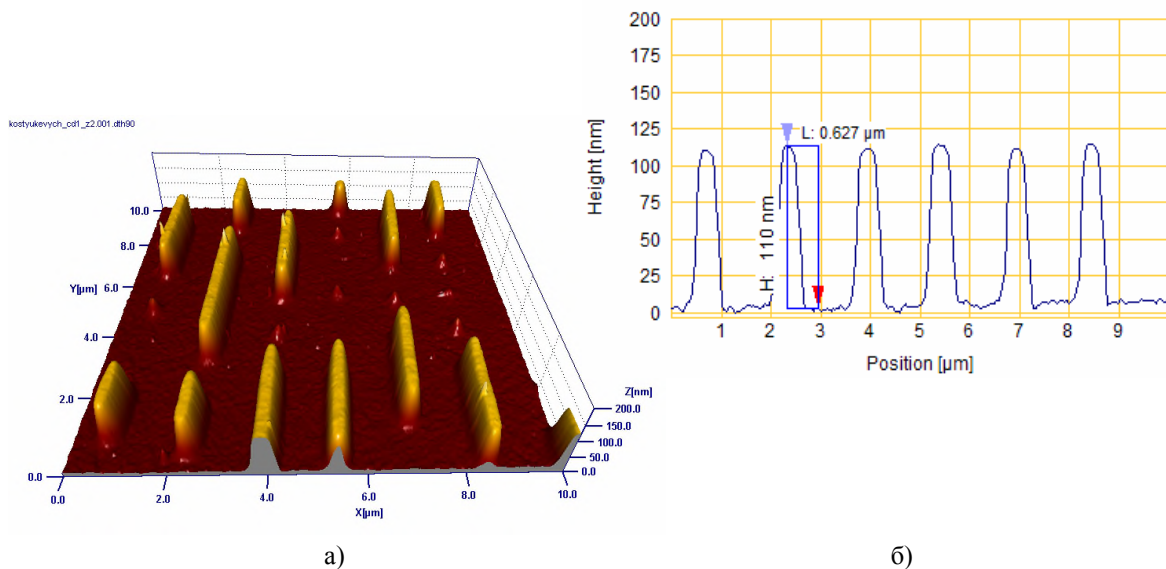 kostyukevych_cd1_z2.001.dth90
10.0
8.0
Y[µm] 6.0
4.0
2.0
0.0
0.0
2.0
4.0
6.0
8.0
10.0
X[µm]
Z[nm]
200.0
150.0
100.0
50.0
0.0
а)
200
175
150
125
100
75
50
25
0
Height [nm]
L: 0.627 µm
H: 110 nm
1 2 3 4 5 6 7 8 9
Position [µm]
б)